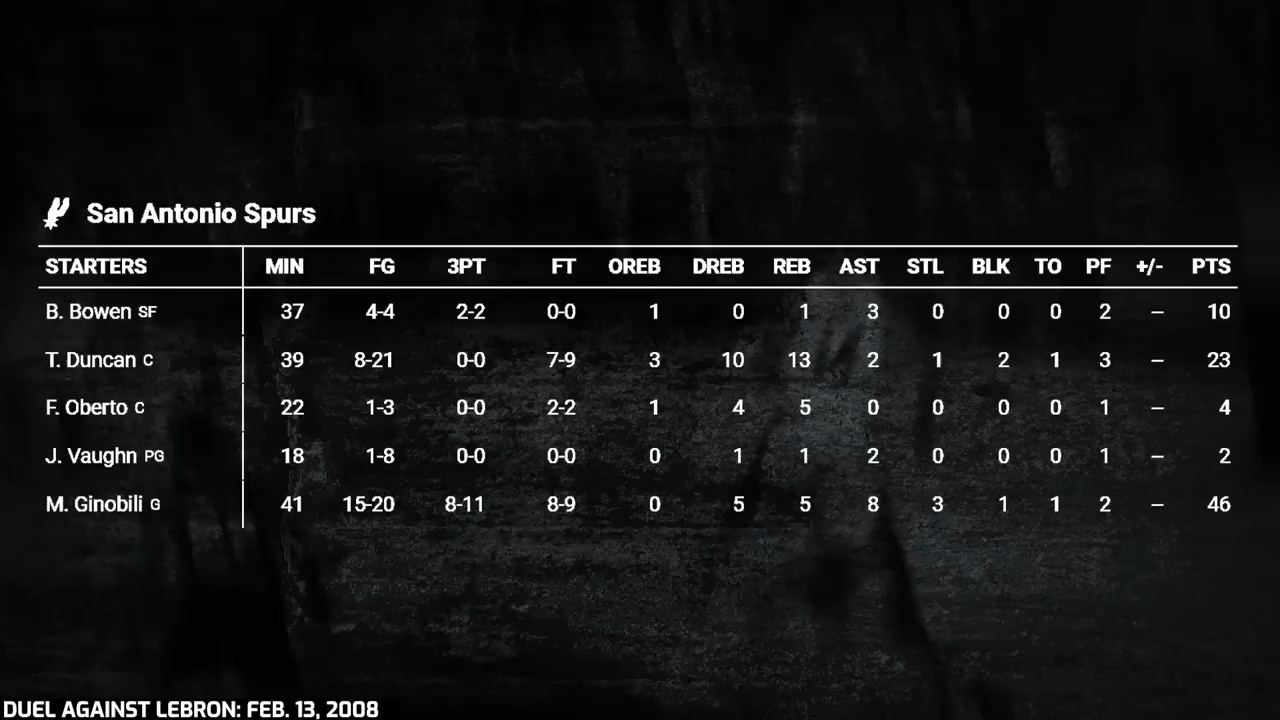 San Antonio Spurs
STARTERS MIN FG 3PT FT OREB DREB REB AST STL BLK TO PF +/- PTS
B. Bowen SF 37 4-4 2-2 0-0 1 0 1 3 0 0 0 2 – 10
T. Duncan C 39 8-21 0-0 7-9 3 10 13 2 1 2 1 3 – 23
F. Oberto C 22 1-3 0-0 2-2 1 4 5 0 0 0 0 1 – 4
J. Vaughn PG 18 1-8 0-0 0-0 0 1 1 2 0 0 0 1 – 2
M. Ginobili G 41 15-20 8-11 8-9 0 5 5 8 3 1 1 2 – 46
DUEL AGAINST LEBRON: FEB. 13, 2008